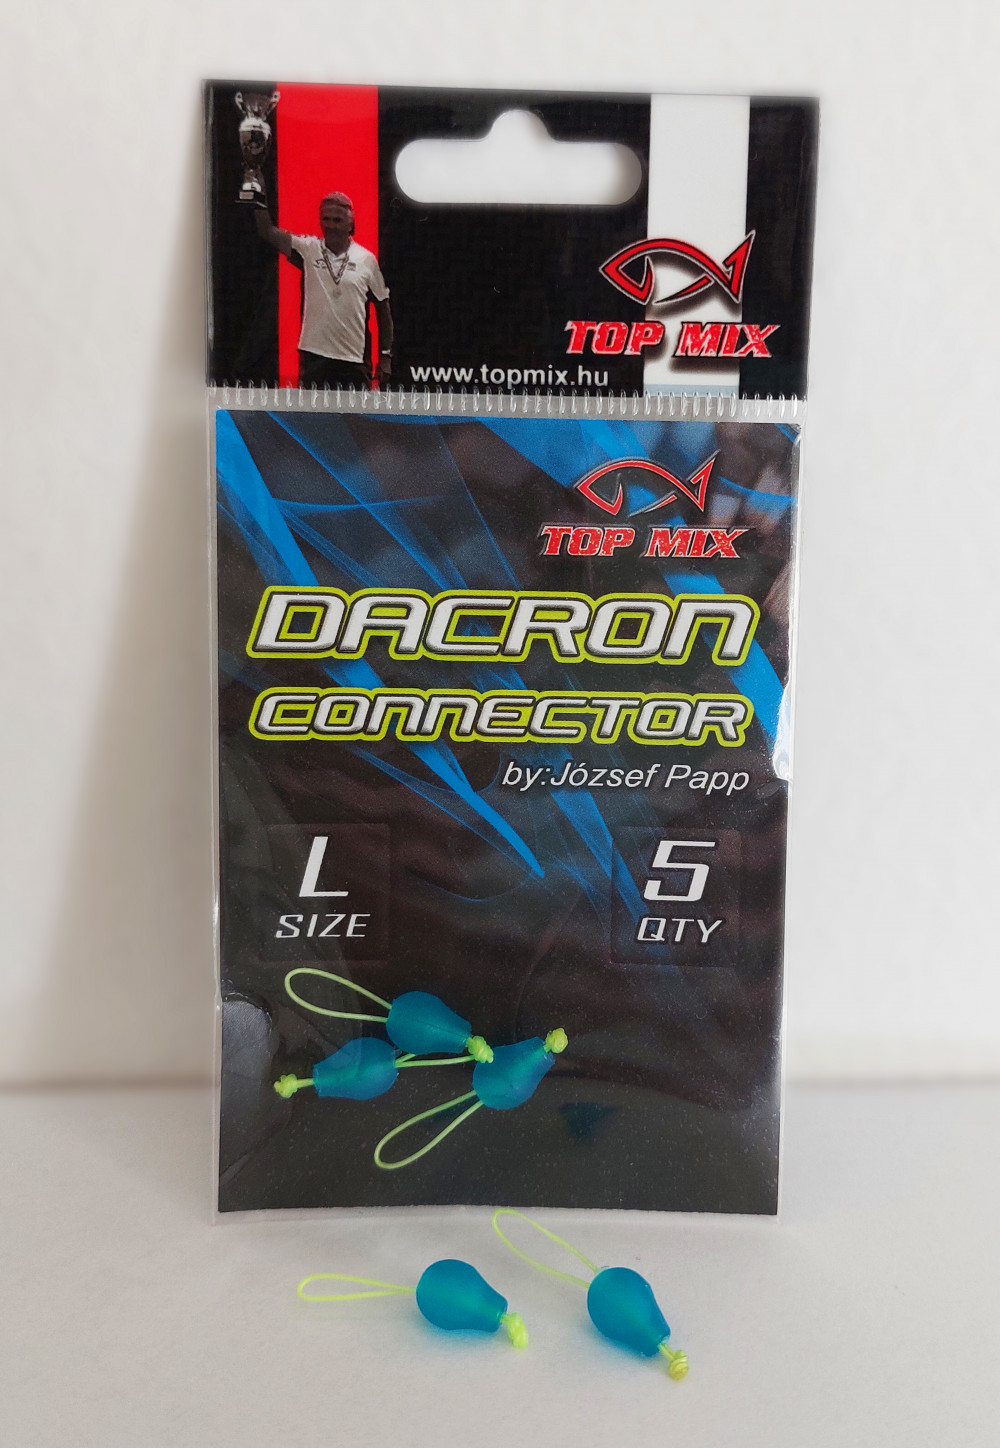 TOP MIX
www.topmix.hu
TOP MIX
DACRON
CONNECTOR
by:József Papp
L
SIZE
5
QTY